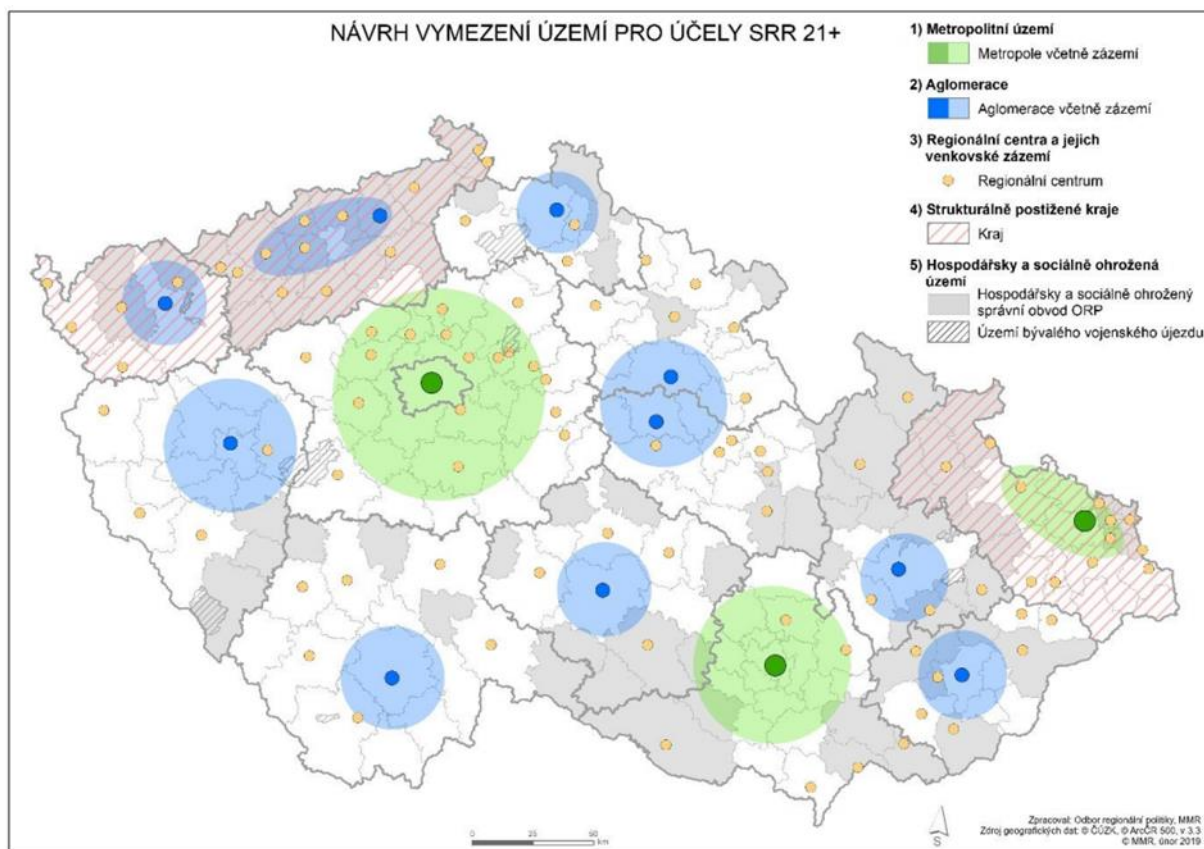 NÁVRH VYMEZENÍ ÚZEMÍ PRO ÚČELY SRR 21+
1) Metropolitní území
Metropole včetně zázemí
2) Aglomerace
Aglomerace včetně zázemí
3) Regionální centra a jejich
venkovské zázemí
Regionální centrum
4) Strukturálně postižené kraje
Kraj
5) Hospodářsky a sociálně ohrožená
území
Hospodářsky a sociálně ohrožený
správní obvod ORP
Území bývalého vojenského újezdu
0 25 50
km
S
Zpracoval: Odbor regionální politiky, MMR
Zdroj geografických dat: © ČÚZK, © ArcČR 500, v 3.3
© MMR, únor 2019